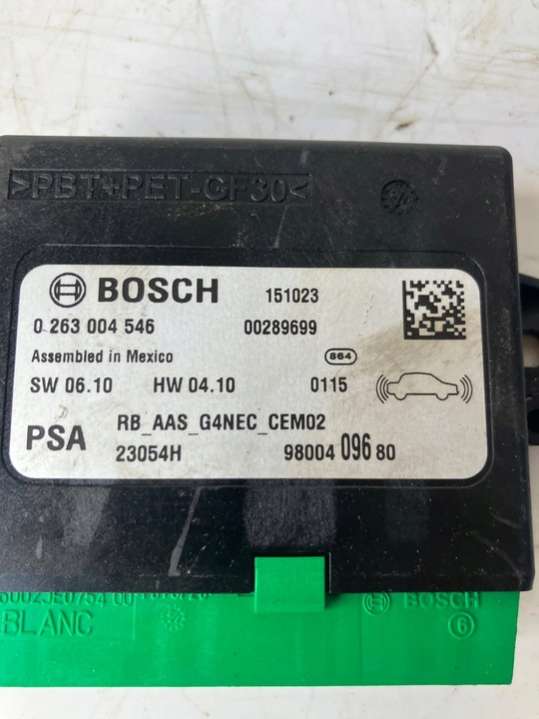 >PBT+PET-GF30<
BOSCH 151023
0 263 004 546 00289699
Assembled in Mexico 864
SW 06.10 HW 04.10 0115
PSA RB_AAS_G4NEC_CEM02
23054H 98004 096 80
BOSCH
BLANC 6